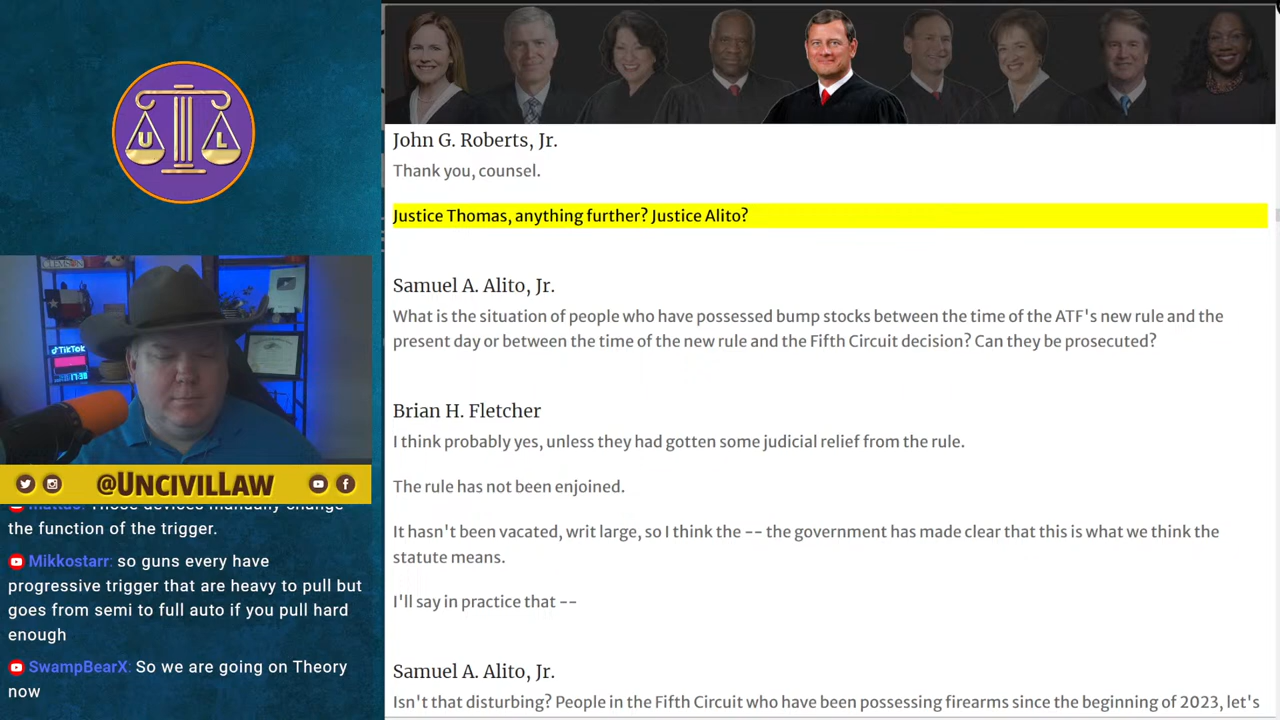 U L
TikTok
@UNCIVILLAW
the function of the trigger.
Mikkostarr: so guns every have
progressive trigger that are heavy to pull but
goes from semi to full auto if you pull hard
enough
SwampBearX: So we are going on Theory
now
John G. Roberts, Jr.
Thank you, counsel.
Justice Thomas, anything further? Justice Alito?
Samuel A. Alito, Jr.
What is the situation of people who have possessed bump stocks between the time of the ATF's new rule and the
present day or between the time of the new rule and the Fifth Circuit decision? Can they be prosecuted?
Brian H. Fletcher
I think probably yes, unless they had gotten some judicial relief from the rule.
The rule has not been enjoined.
It hasn't been vacated, writ large, so I think the -- the government has made clear that this is what we think the
statute means.
I'll say in practice that --
Samuel A. Alito, Jr.
Isn't that disturbing? People in the Fifth Circuit who have been possessing firearms since the beginning of 2023, let's